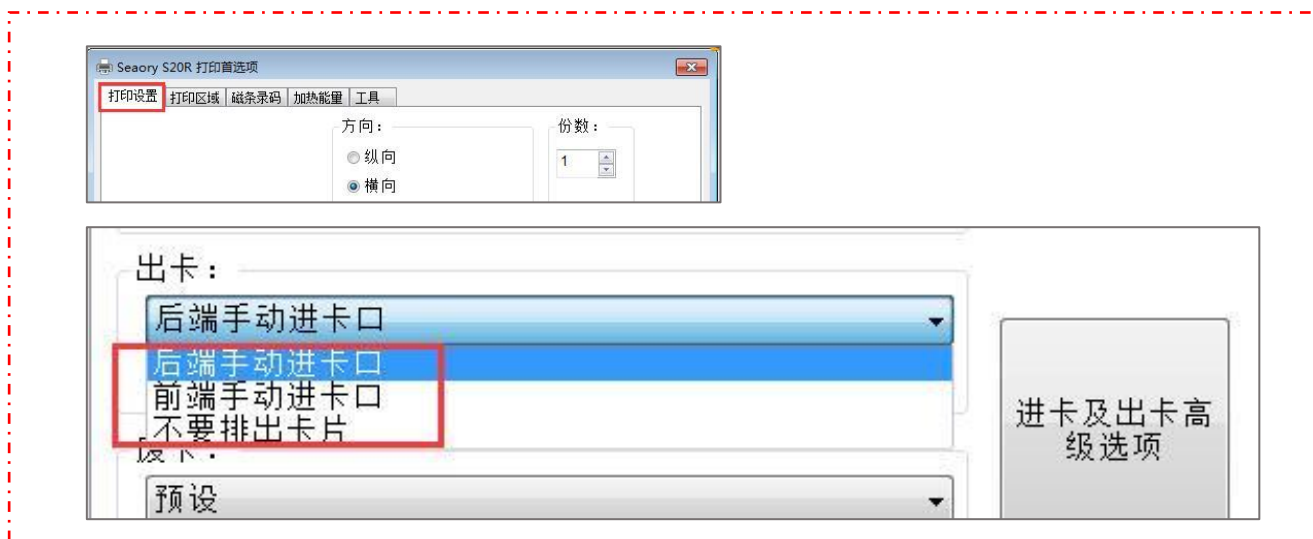 Seaory S20R 打印首选项
打印设置 打印区域 磁条录码 加热能量 工具
方向： 份数：
纵向 1
横向
出卡：
后端手动进卡口
后端手动进卡口
前端手动进卡口
不要排出卡片
废卡：
预设
进卡及出卡高
级选项